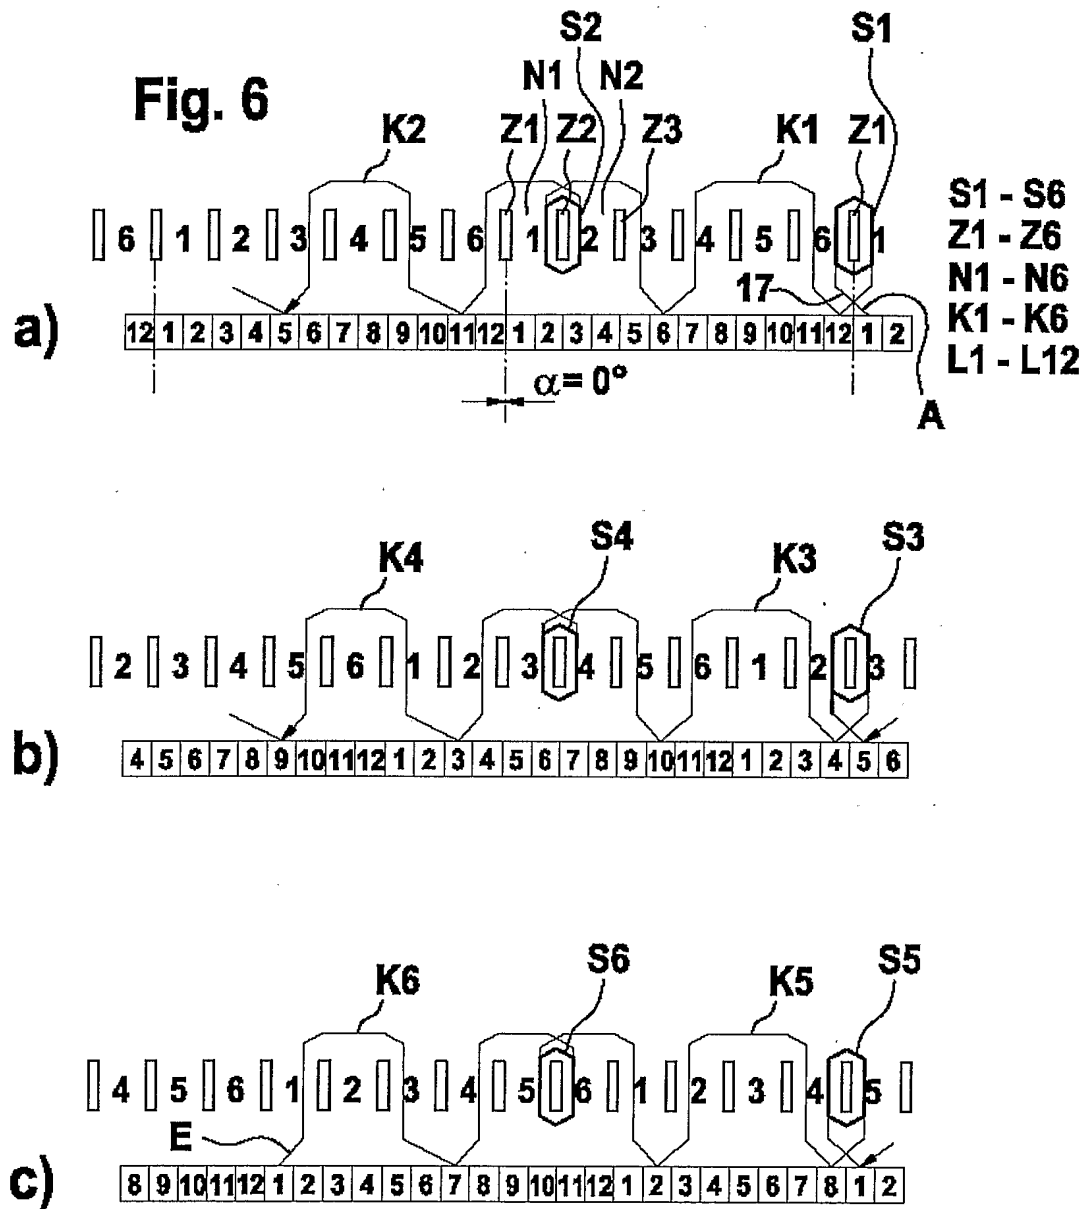 Fig. 6
S2 S1
N1 N2
K2 Z1 Z2 Z3 K1 Z1
6 1 2 3 4 5 6 1 2 3 4 5 6 1
S1 - S6
Z1 - Z6
N1 - N6
K1 - K6
L1 - L12
17
a)
12 1 2 3 4 5 6 7 8 9 10 11 12 1 2 3 4 5 6 7 8 9 10 11 12 1 2
α = 0°
A
K4 S4 K3 S3
2 3 4 5 6 1 2 3 4 5 6 1 2 3
b)
4 5 6 7 8 9 10 11 12 1 2 3 4 5 6 7 8 9 10 11 12 1 2 3 4 5 6
K6 S6 K5 S5
4 5 6 1 2 3 4 5 6 1 2 3 4 5
E
c)
8 9 10 11 12 1 2 3 4 5 6 7 8 9 10 11 12 1 2 3 4 5 6 7 8 1 2